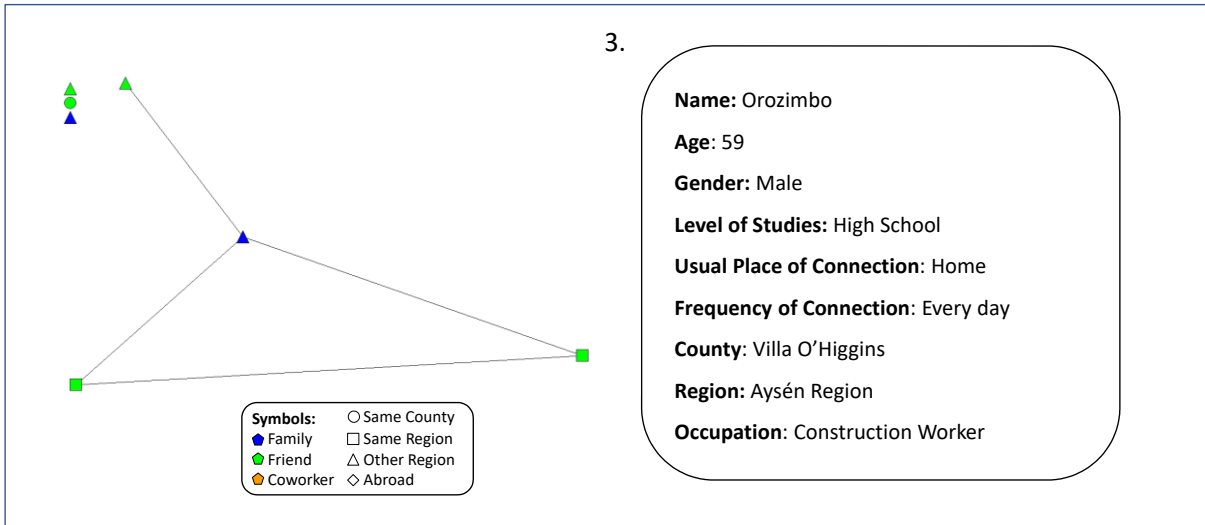 3.
Name: Orozimbo
Age: 59
Gender: Male
Level of Studies: High School
Usual Place of Connection: Home
Frequency of Connection: Every day
County: Villa O’Higgins
Region: Aysén Region
Occupation: Construction Worker
Symbols:
Family
Friend
Coworker
Same County
Same Region
Other Region
Abroad